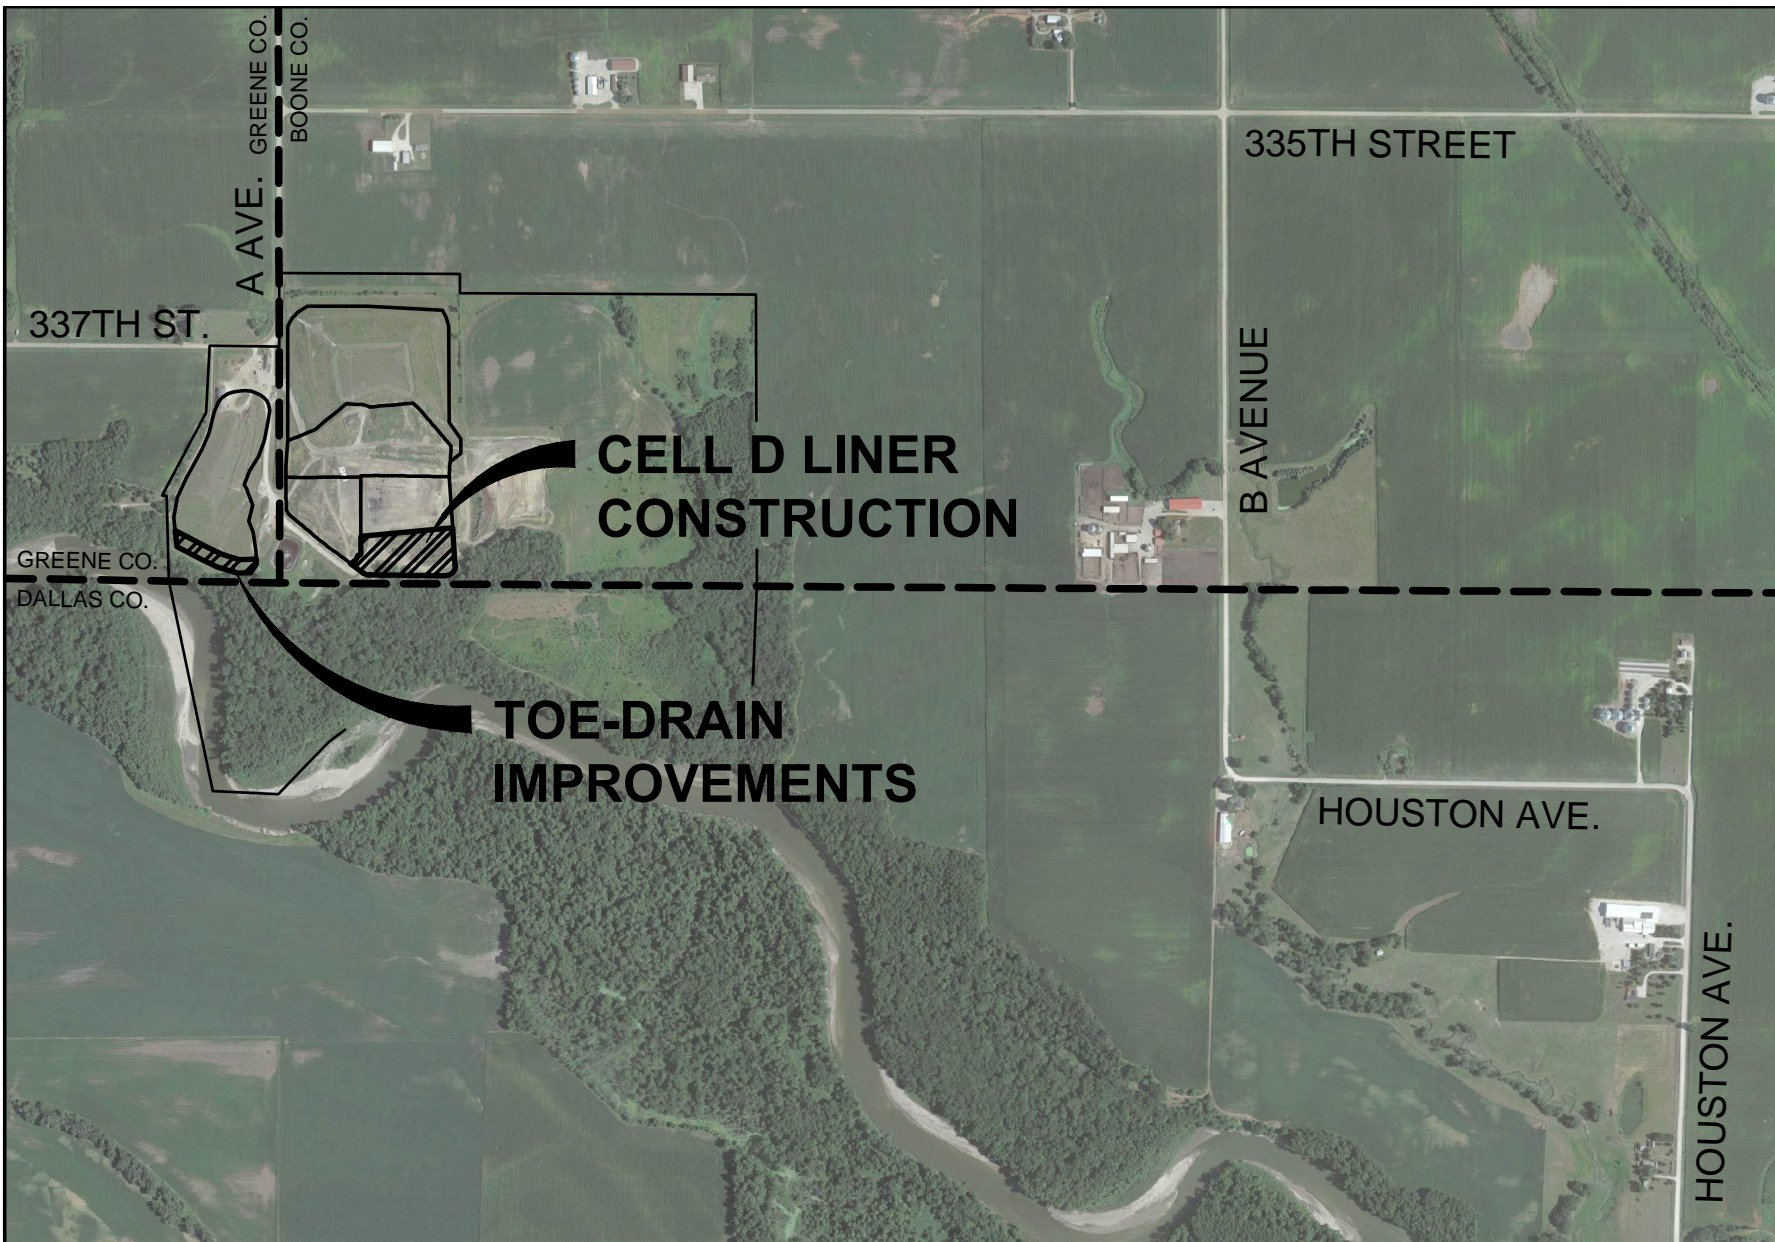 GREENE CO.
BOONE CO.
335TH STREET
A AVE.
337TH ST.
B AVENUE
CELL D LINER
CONSTRUCTION
GREENE CO.
DALLAS CO.
TOE-DRAIN
IMPROVEMENTS
HOUSTON AVE.
HOUSTON AVE.